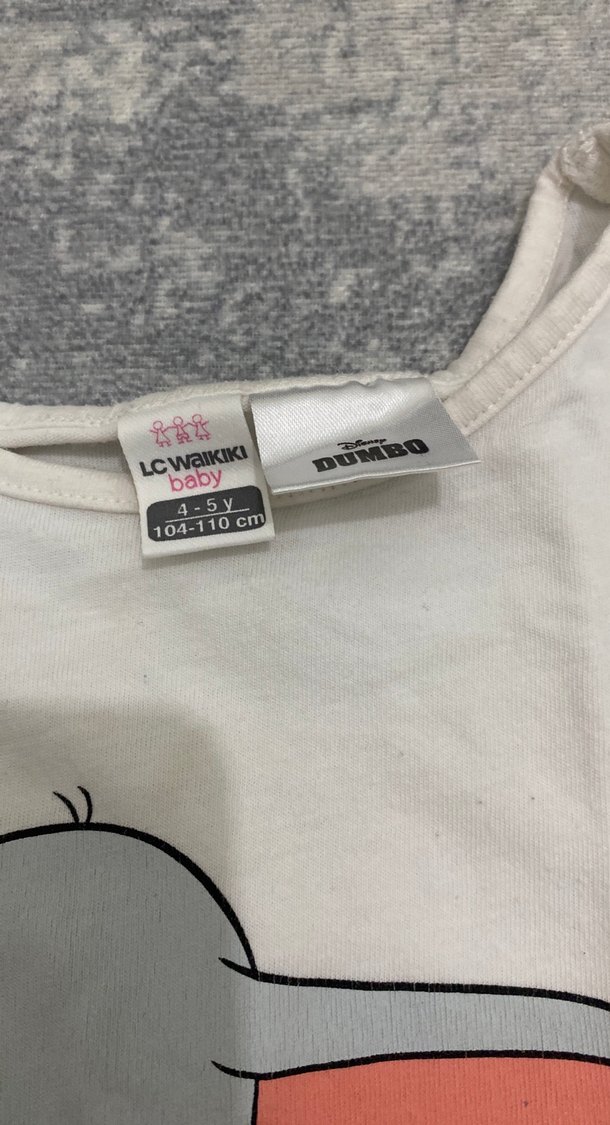 LC WAIKIKI
baby
4 - 5 y
104-110 cm
Disney
DUMBO